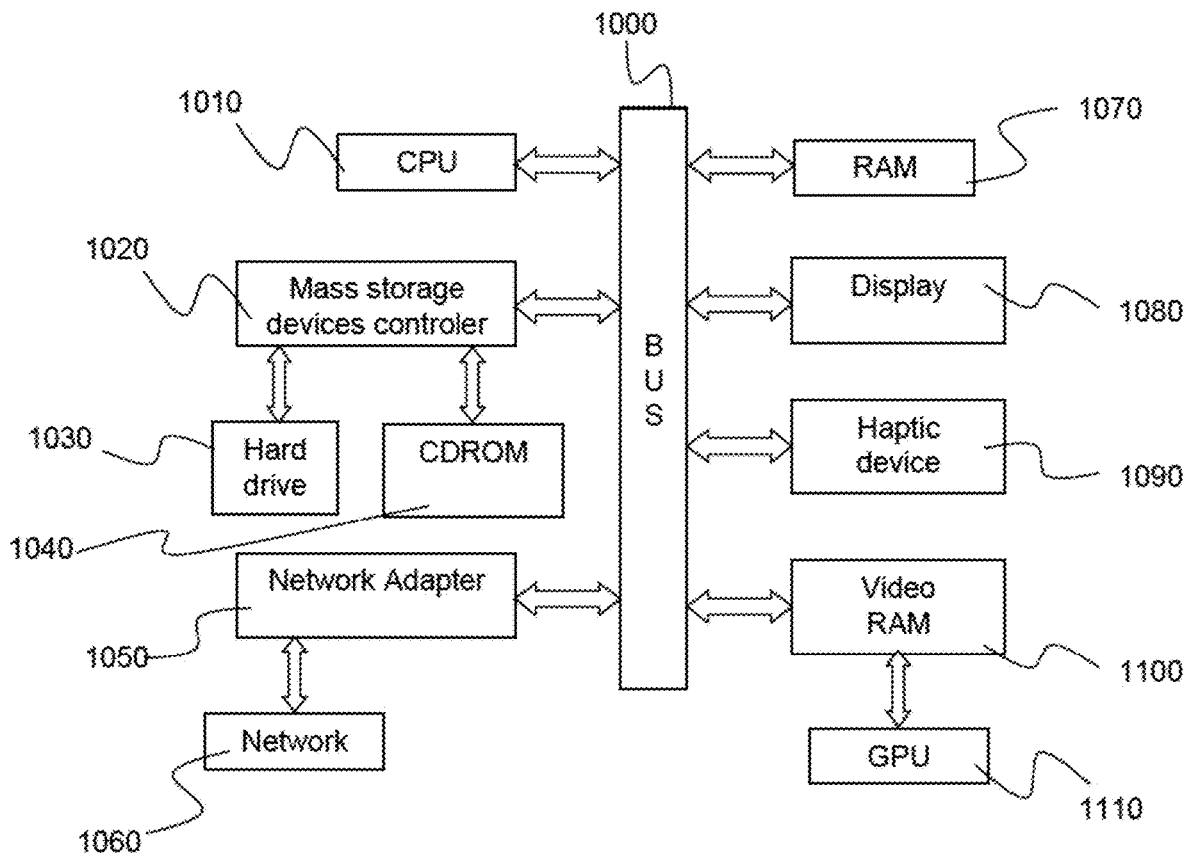 1000
1010
CPU
RAM
1070
1020
Mass storage
devices controler
Display
1080
B
U
S
1030
Hard
drive
CDROM
Haptic
device
1090
1040
Network Adapter
1050
Video
RAM
1100
Network
1060
GPU
1110